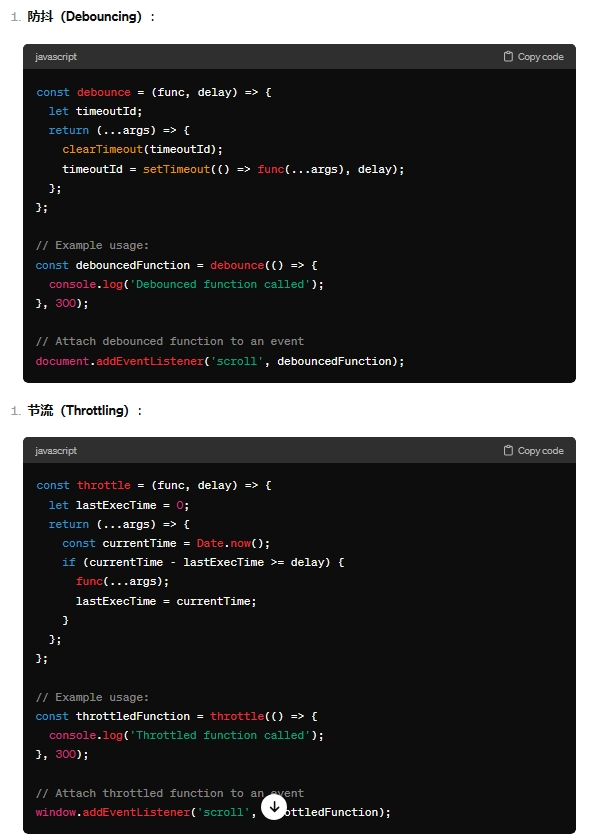 1. 防抖（Debouncing）：
javascript Copy code
const debounce = (func, delay) => {
  let timeoutId;
  return (...args) => {
    clearTimeout(timeoutId);
    timeoutId = setTimeout(() => func(...args), delay);
  };
};

// Example usage:
const debouncedFunction = debounce(() => {
  console.log('Debounced function called');
}, 300);

// Attach debounced function to an event
document.addEventListener('scroll', debouncedFunction);
1. 节流（Throttling）：
javascript Copy code
const throttle = (func, delay) => {
  let lastExecTime = 0;
  return (...args) => {
    const currentTime = Date.now();
    if (currentTime - lastExecTime >= delay) {
      func(...args);
      lastExecTime = currentTime;
    }
  };
};

// Example usage:
const throttledFunction = throttle(() => {
  console.log('Throttled function called');
}, 300);

// Attach throttled function to an event
window.addEventListener('scroll', ottledFunction);